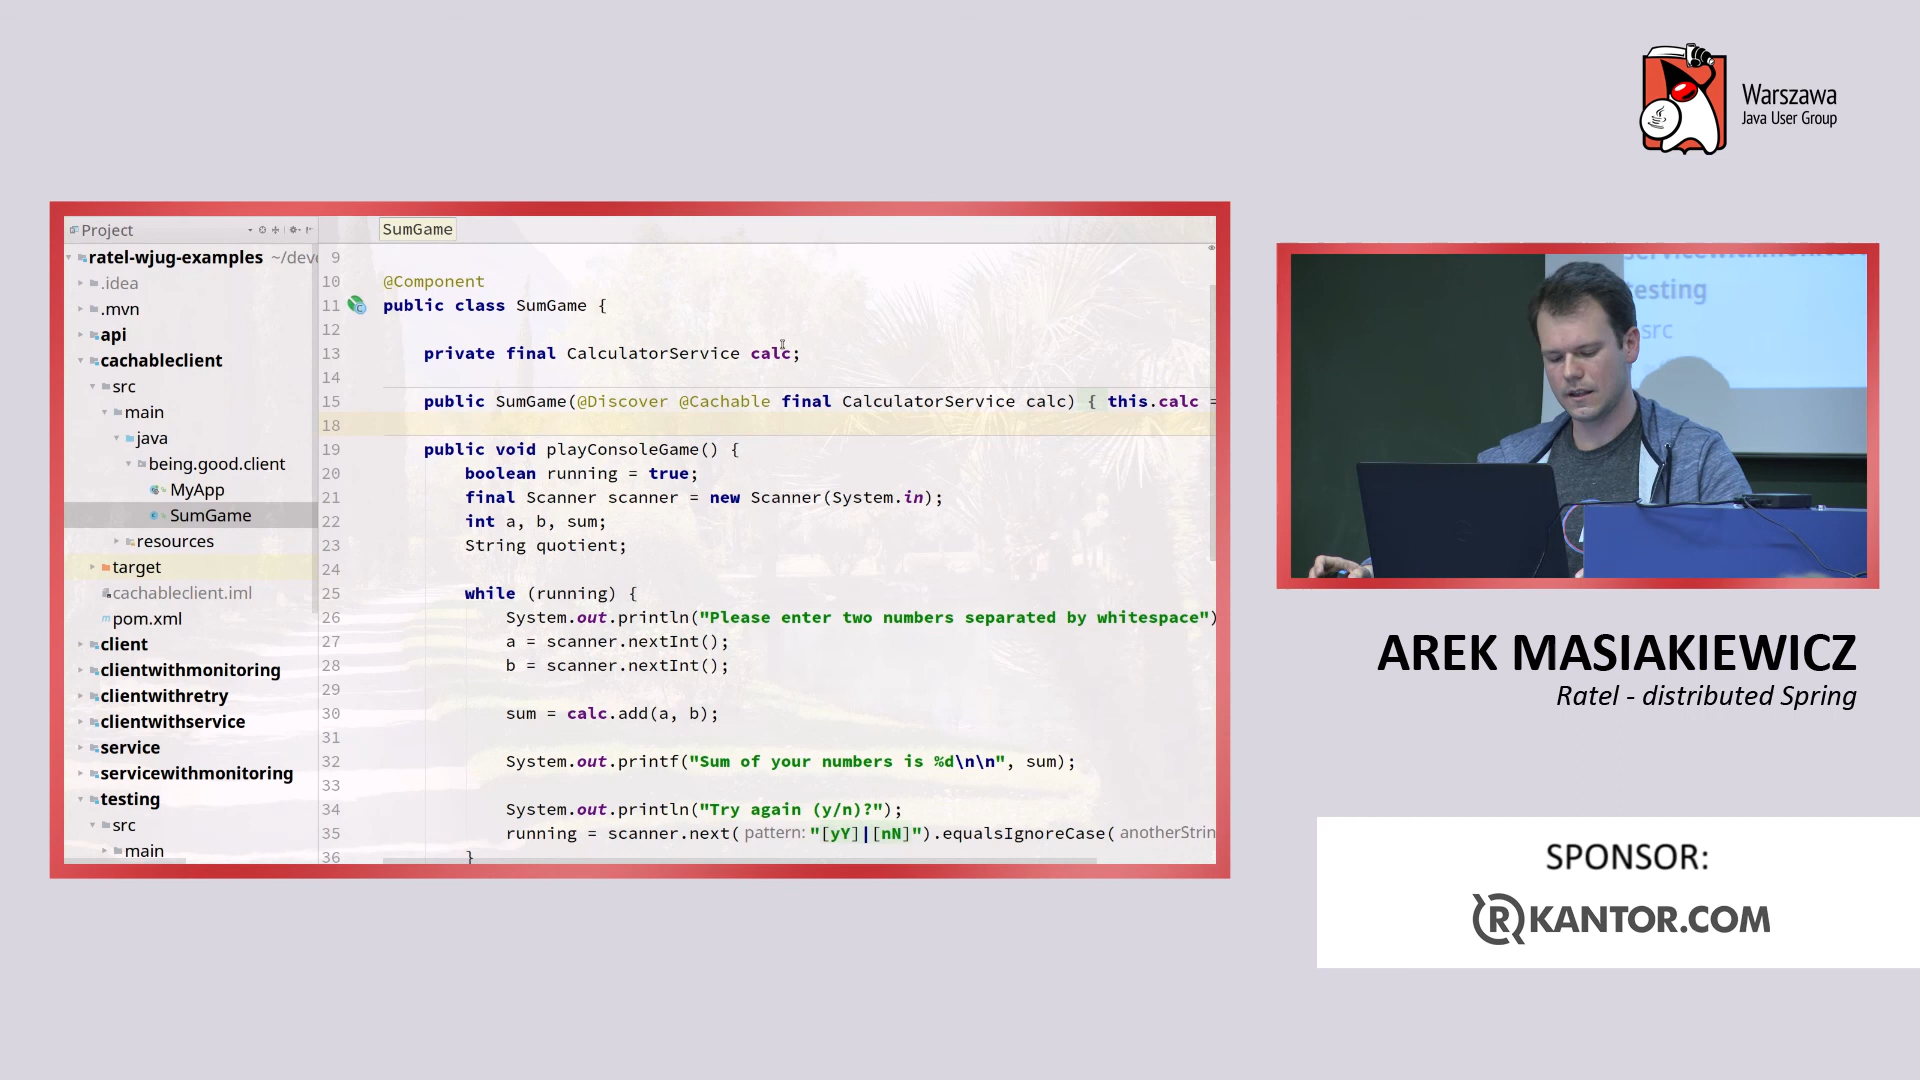 Warszawa
Java User Group
Project
ratel-wjug-examples ~/deve
.idea
.mvn
api
cachableclient
src
main
java
being.good.client
MyApp
SumGame
resources
target
cachableclient.iml
pom.xml
client
clientwithmonitoring
clientwithretry
clientwithservice
service
servicewithmonitoring
testing
src
main
SumGame
9
10 @Component
11 public class SumGame {
12
13 private final CalculatorService calc;
14
15 public SumGame(@Discover @Cachable final CalculatorService calc) { this.calc =
18
19 public void playConsoleGame() {
20 boolean running = true;
21 final Scanner scanner = new Scanner(System.in);
22 int a, b, sum;
23 String quotient;
24
25 while (running) {
26 System.out.println("Please enter two numbers separated by whitespace")
27 a = scanner.nextInt();
28 b = scanner.nextInt();
29
30 sum = calc.add(a, b);
31
32 System.out.printf("Sum of your numbers is %d\n\n", sum);
33
34 System.out.println("Try again (y/n)?");
35 running = scanner.next( pattern: "[yY]|[nN]").equalsIgnoreCase( anotherStrin
36 }
testing
src
AREK MASIAKIEWICZ
Ratel - distributed Spring
SPONSOR:
RKANTOR.COM